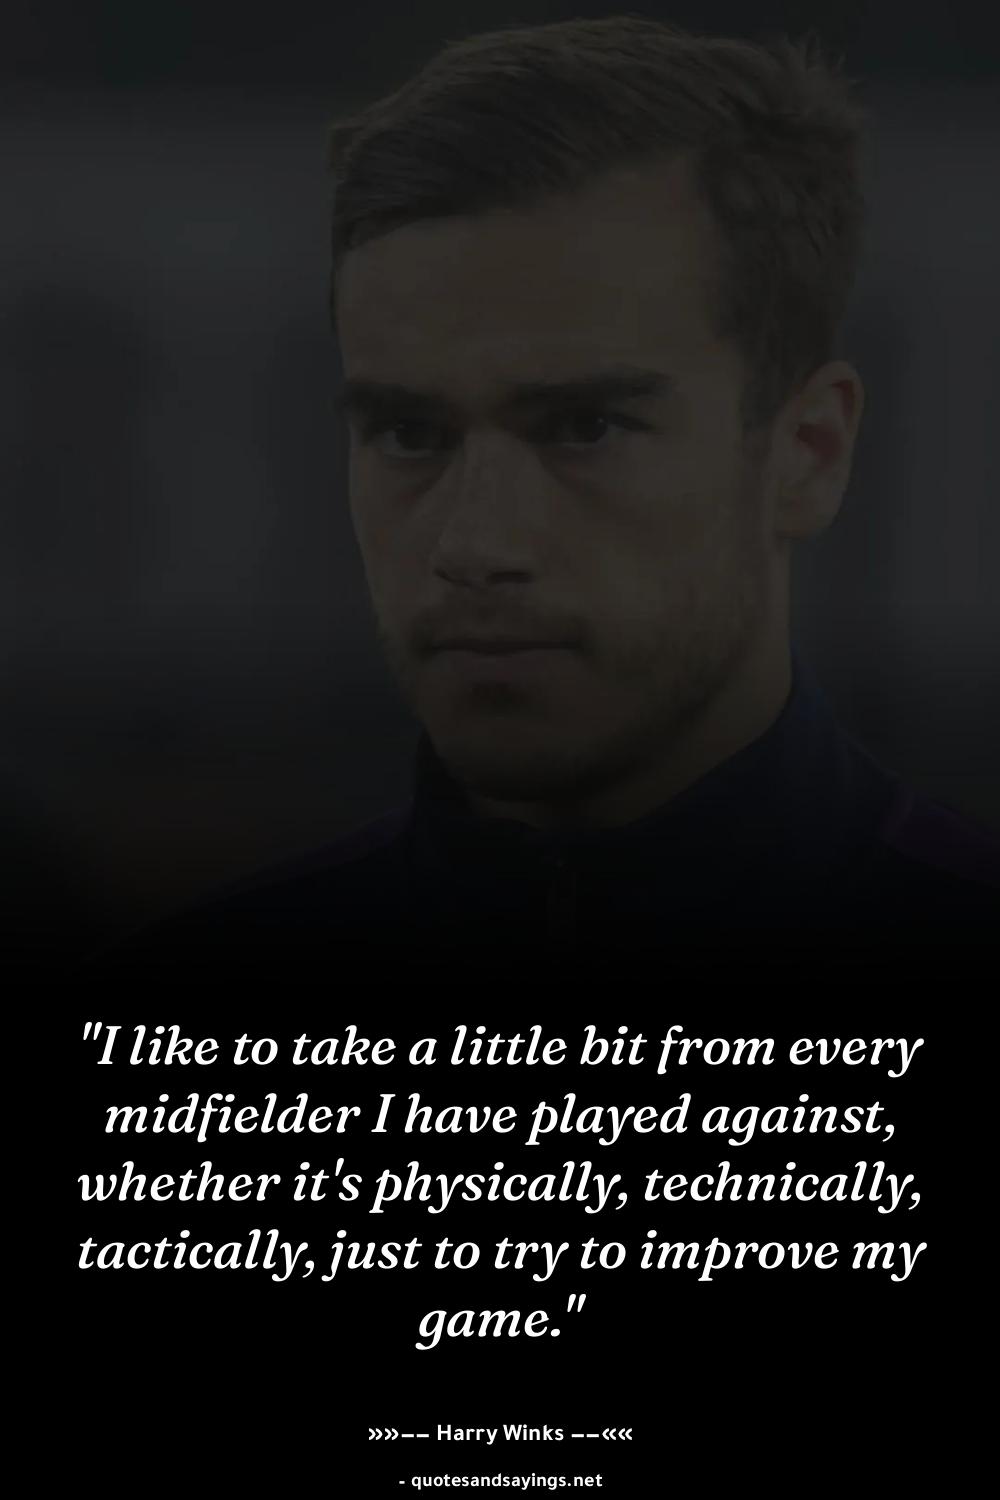 "I like to take a little bit from every
midfielder I have played against,
whether it's physically, technically,
tactically, just to try to improve my
game."
»»—— Harry Winks ——««
- quotesandsayings.net